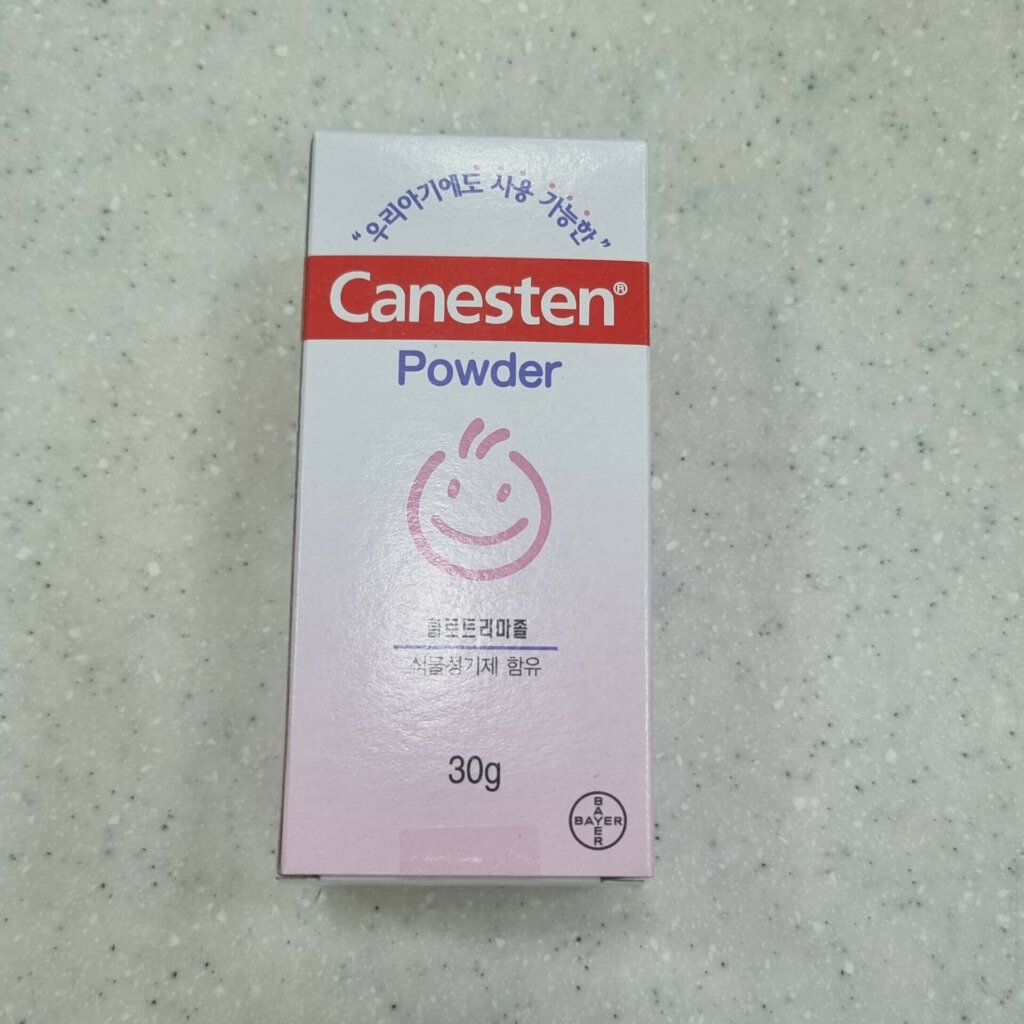 "우리아기에도 사용 가능한"
Canesten®
Powder
클로트리마졸
식물성기제 함유
30g
BAYER
BAYER